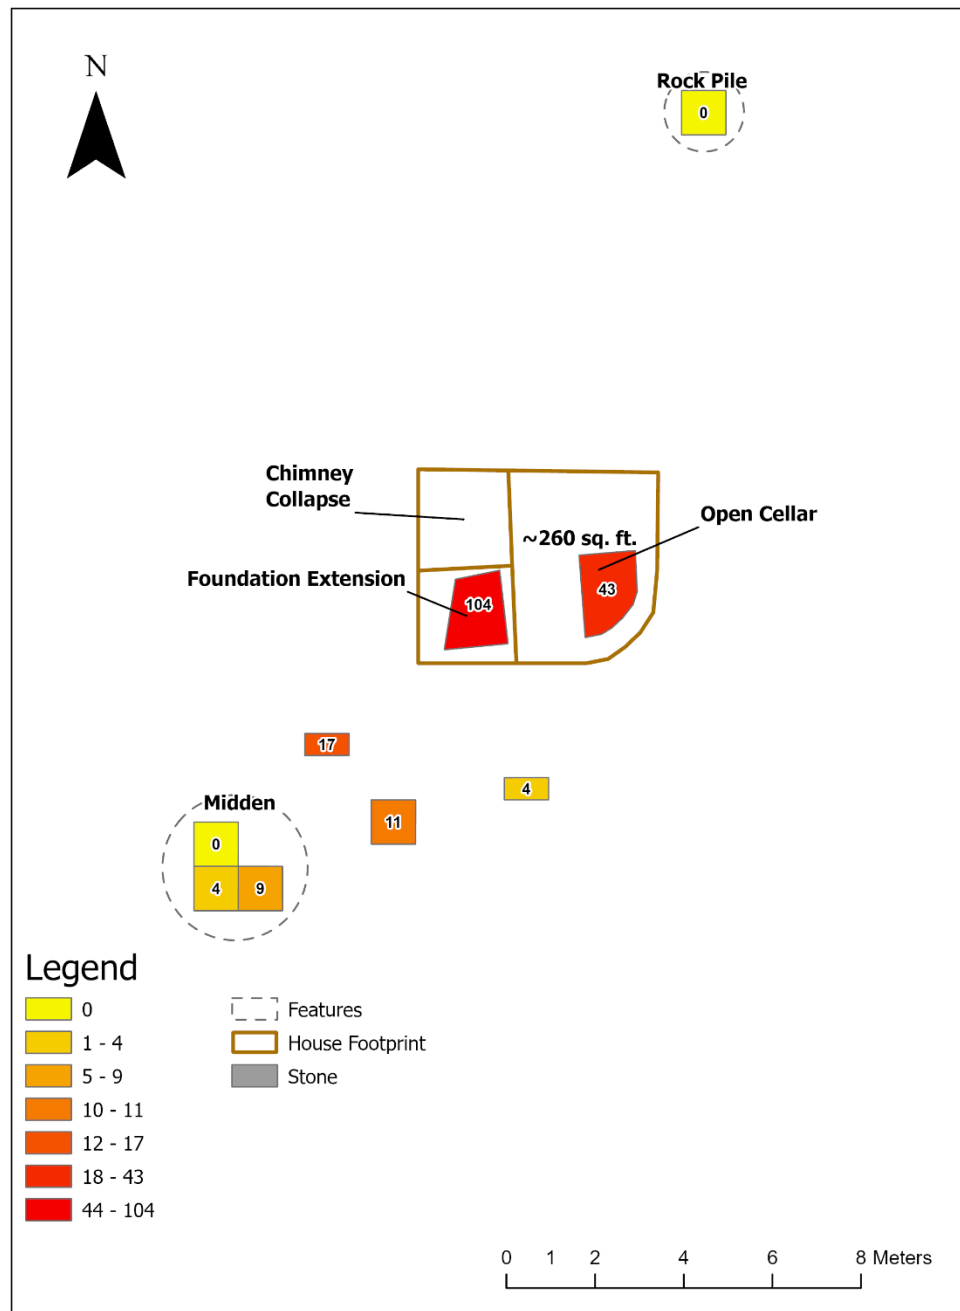 N
Rock Pile
0
Chimney
Collapse
Open Cellar
~260 sq. ft.
Foundation Extension
43
104
17
4
Midden
11
0
4
9
Legend
0
Features
1 - 4
House Footprint
5 - 9
Stone
10 - 11
12 - 17
18 - 43
44 - 104
0 1 2 4 6 8 Meters